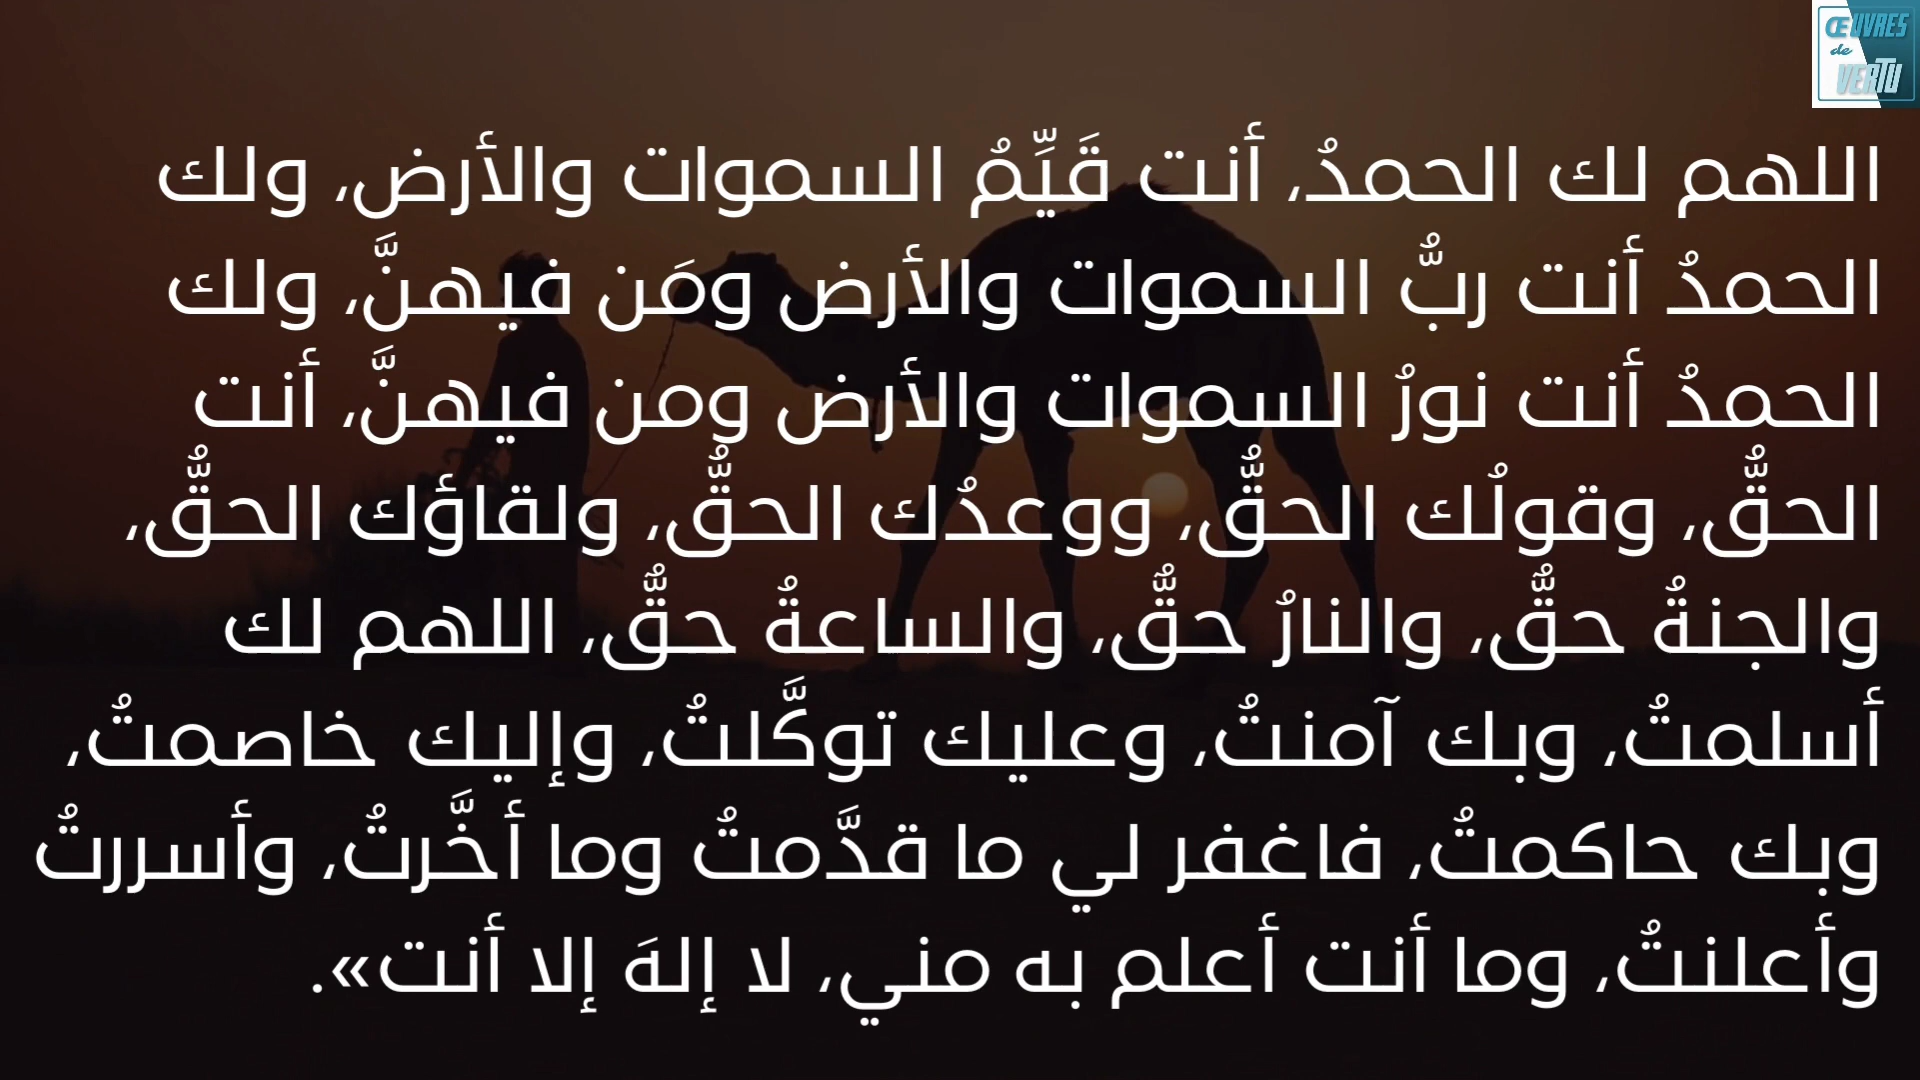 ŒUVRES
de
VERTU
اللهم لك الحمدُ، أنت قَيِّمُ السموات والأرض، ولك
الحمدُ أنت ربُّ السموات والأرض ومَن فيهنَّ، ولك
الحمدُ أنت نورُ السموات والأرض ومن فيهنَّ، أنت
الحقُّ، وقولُك الحقُّ، ووعدُك الحقُّ، ولقاؤك الحقُّ،
والجنةُ حقٌّ، والنارُ حقٌّ، والساعةُ حقٌّ، اللهم لك
أسلمتُ، وبك آمنتُ، وعليك توكَّلتُ، وإليك خاصمتُ،
وبك حاكمتُ، فاغفر لي ما قدَّمتُ وما أخَّرتُ، وأسررتُ
وأعلنتُ، وما أنت أعلم به مني، لا إلهَ إلا أنت».